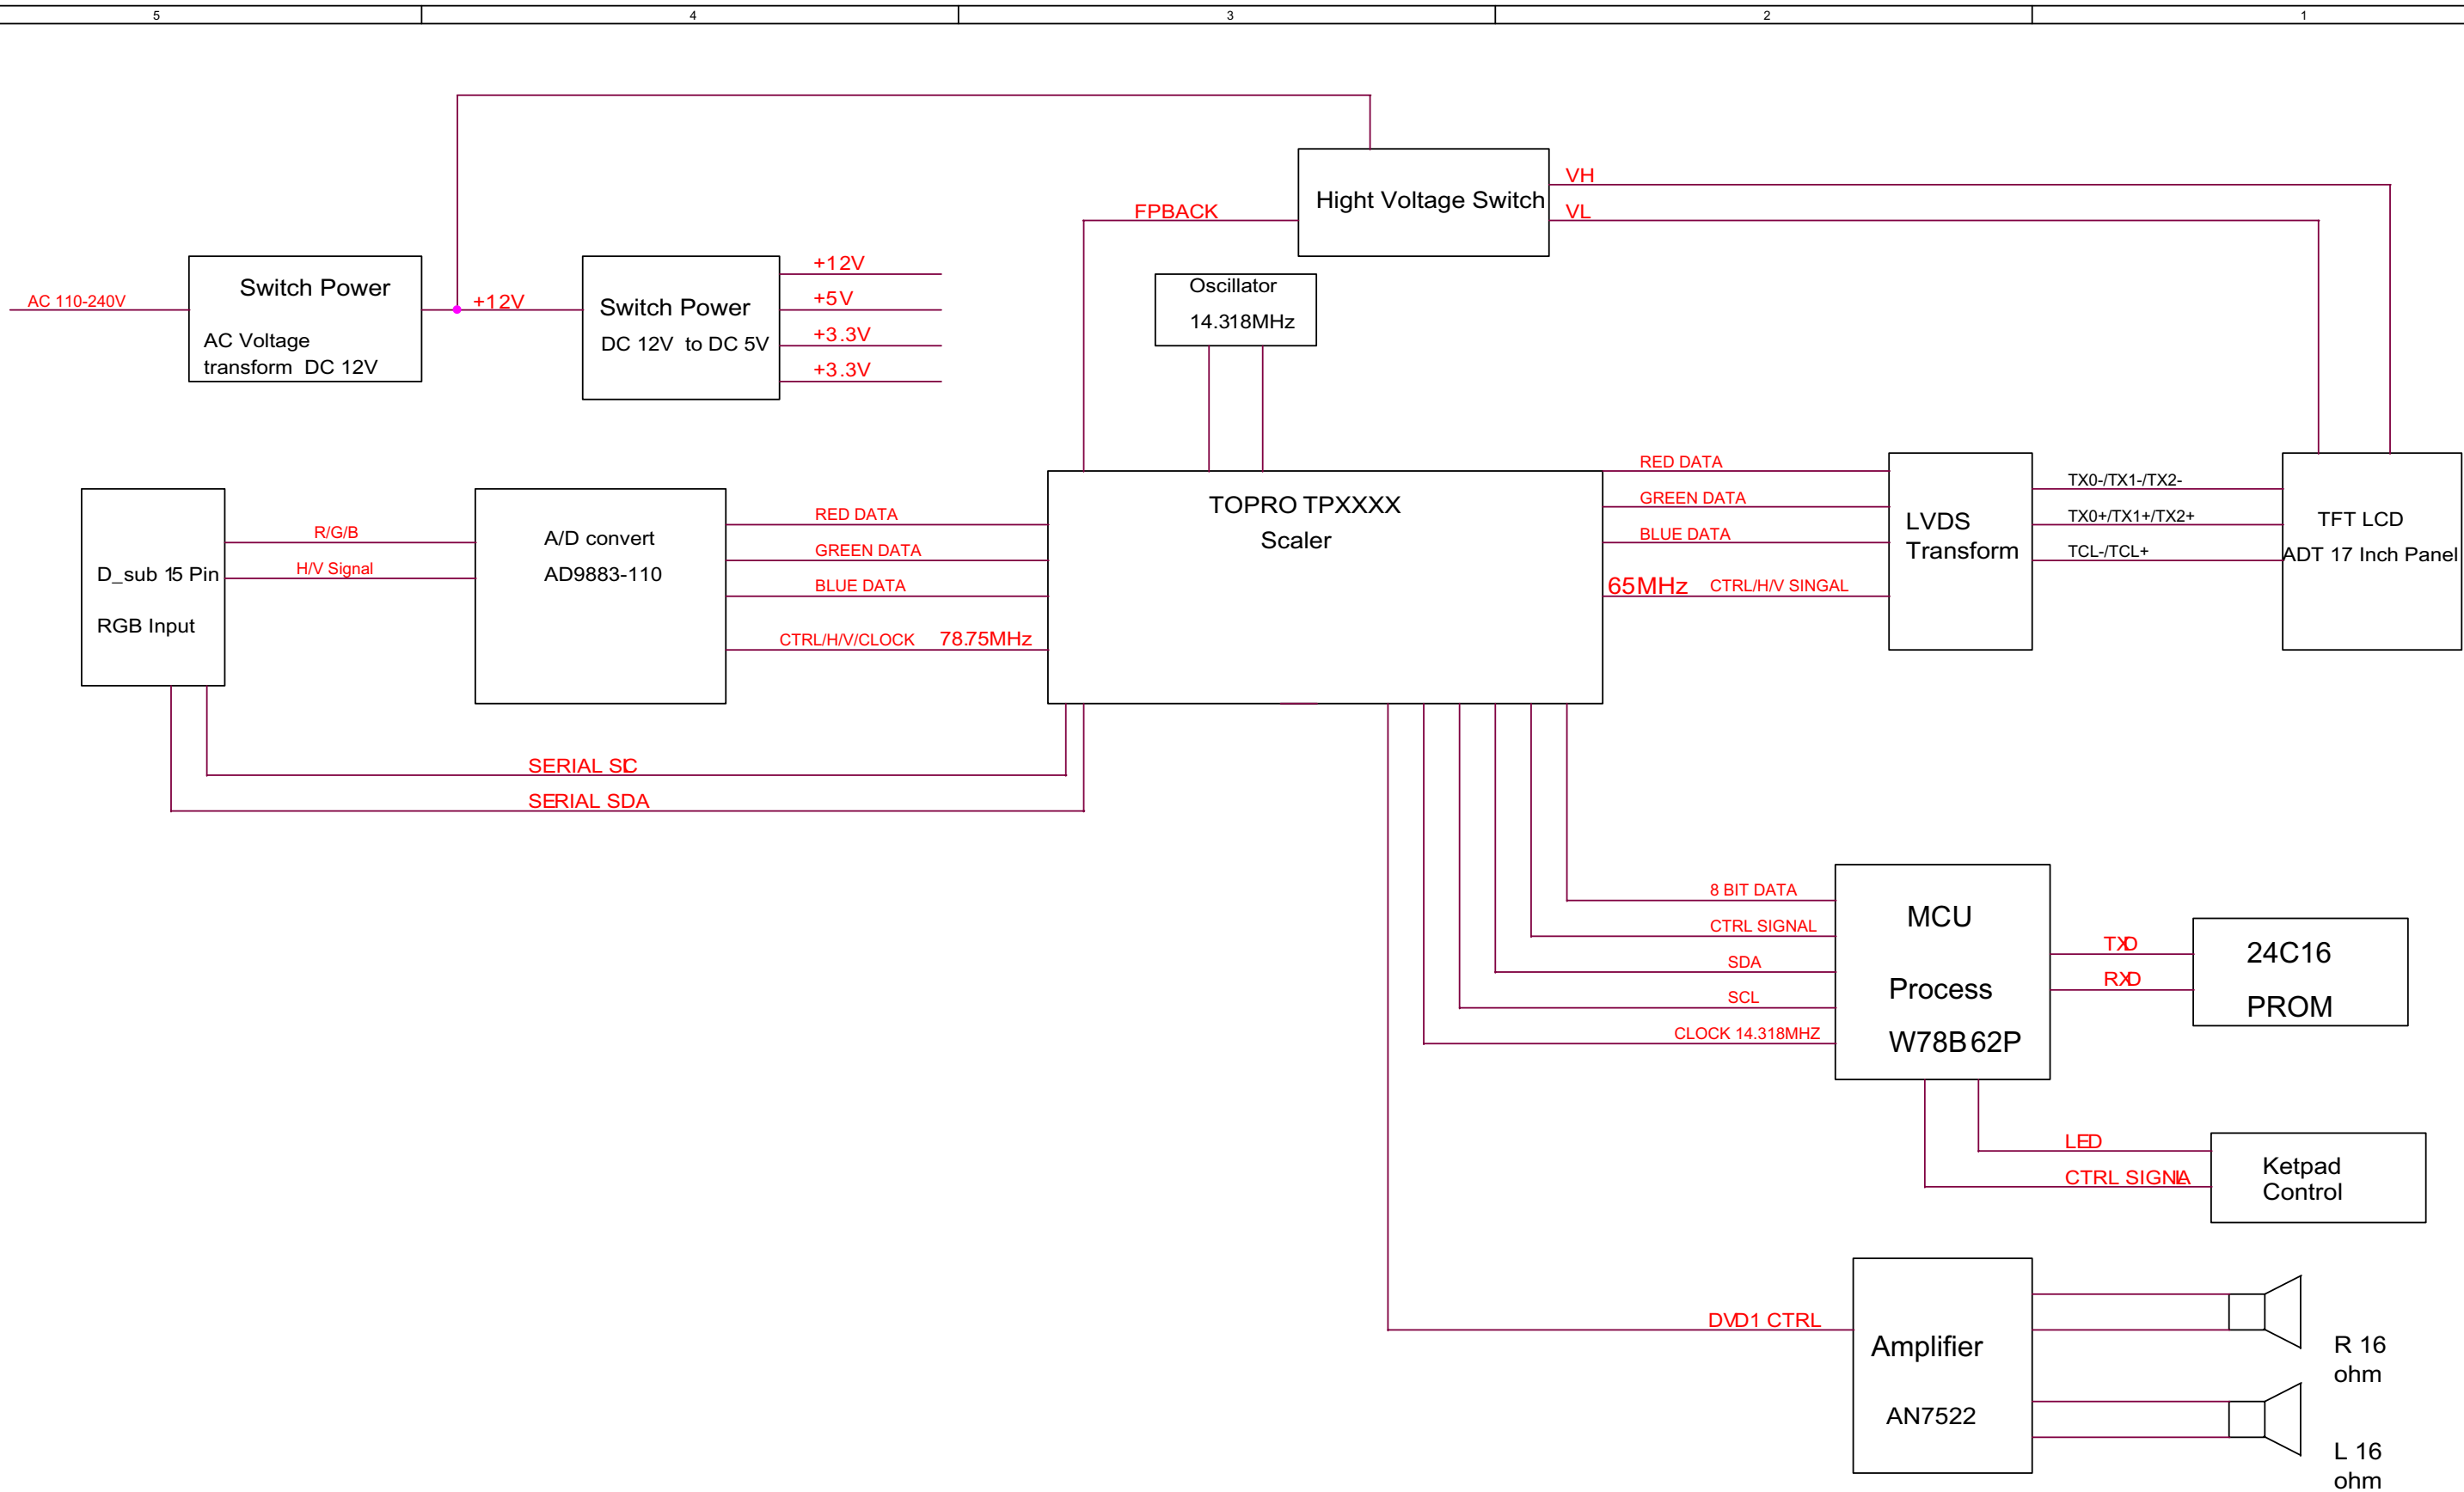 5 4 3 2 1
Hight Voltage Switch
VH
VL
FPBACK
AC 110-240V
Switch Power
AC Voltage
transform DC 12V
+12V
Switch Power
DC 12V to DC 5V
+12V
+5V
+3.3V
+3.3V
Oscillator
14.318MHz
D_sub 15 Pin
RGB Input
R/G/B
H/V Signal
A/D convert
AD9883-110
RED DATA
GREEN DATA
BLUE DATA
CTRL/H/V/CLOCK 78.75MHz
TOPRO TPXXXX
Scaler
RED DATA
GREEN DATA
BLUE DATA
65MHz CTRL/H/V SINGAL
LVDS
Transform
TX0-/TX1-/TX2-
TX0+/TX1+/TX2+
TCL-/TCL+
TFT LCD
ADT 17 Inch Panel
SERIAL SLC
SERIAL SDA
8 BIT DATA
CTRL SIGNAL
SDA
SCL
CLOCK 14.318MHZ
MCU
Process
W78B62P
TXD
RXD
24C16
PROM
LED
CTRL SIGNLA
Ketpad
Control
DVD1 CTRL
Amplifier
AN7522
R 16
ohm
L 16
ohm